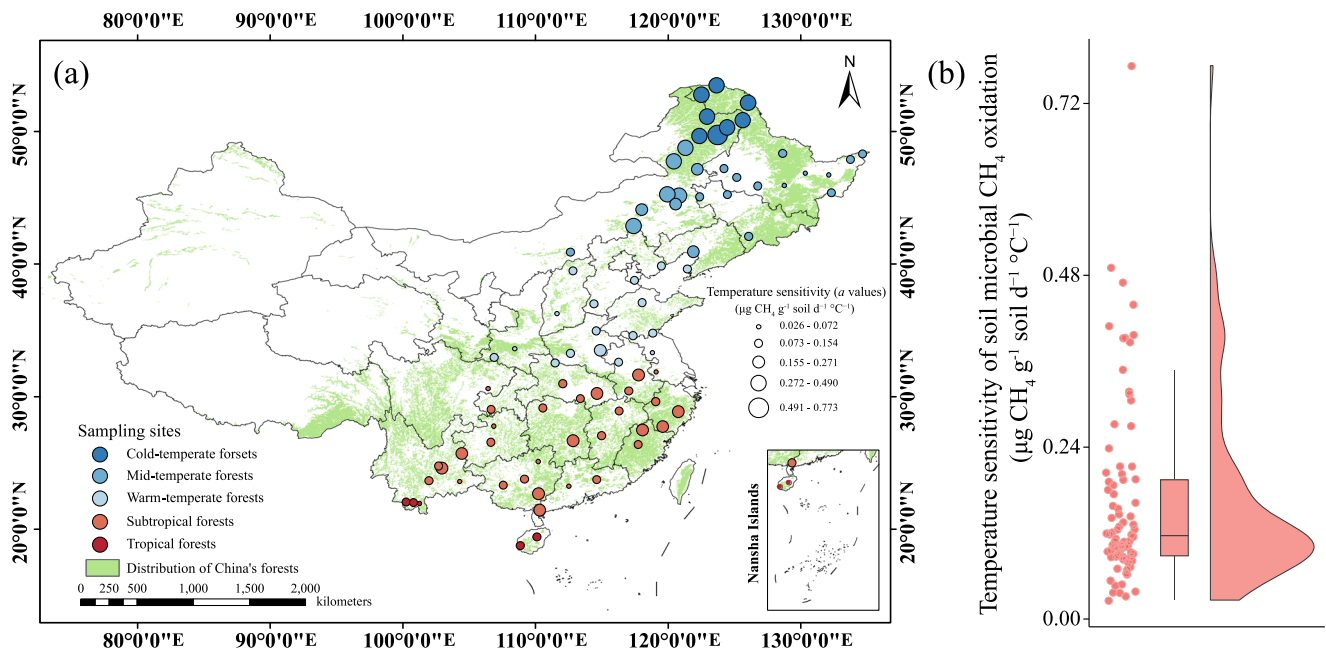 80°0'0"E 90°0'0"E 100°0'0"E 110°0'0"E 120°0'0"E 130°0'0"E
(a)
N
50°0'0"N
40°0'0"N
30°0'0"N
20°0'0"N
50°0'0"N
40°0'0"N
30°0'0"N
20°0'0"N
Temperature sensitivity (a values)
(μg CH₄ g⁻¹ soil d⁻¹ °C⁻¹)
0.026 - 0.072
0.073 - 0.154
0.155 - 0.271
0.272 - 0.490
0.491 - 0.773
Sampling sites
Cold-temperate forsets
Mid-temperate forests
Warm-temperate forests
Subtropical forests
Tropical forests
Distribution of China's forests
0 250 500 1,000 1,500 2,000
kilometers
Nansha Islands
80°0'0"E 90°0'0"E 100°0'0"E 110°0'0"E 120°0'0"E 130°0'0"E
(b)
Temperature sensitivity of soil microbial CH₄ oxidation
(μg CH₄ g⁻¹ soil d⁻¹ °C⁻¹)
0.72
0.48
0.24
0.00